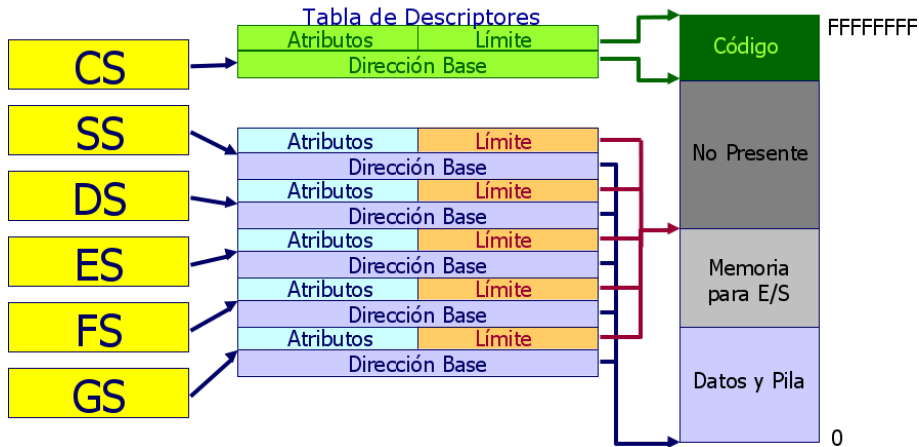 Tabla de Descriptores
FFFFFFFF
CS
Atributos Límite
Dirección Base
Código
SS
Atributos Límite
Dirección Base
No Presente
DS
Atributos Límite
Dirección Base
ES
Atributos Límite
Dirección Base
Memoria
para E/S
FS
Atributos Límite
Dirección Base
GS
Atributos Límite
Dirección Base
Datos y Pila
0